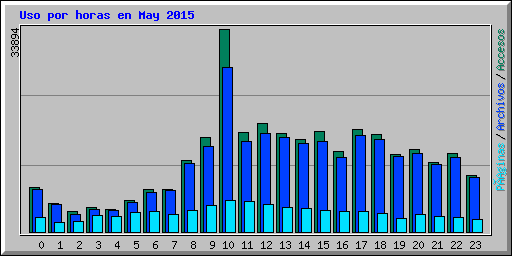 Uso por horas en May 2015
33894
0 1 2 3 4 5 6 7 8 9 10 11 12 13 14 15 16 17 18 19 20 21 22 23
PÃginas / Archivos / Accesos